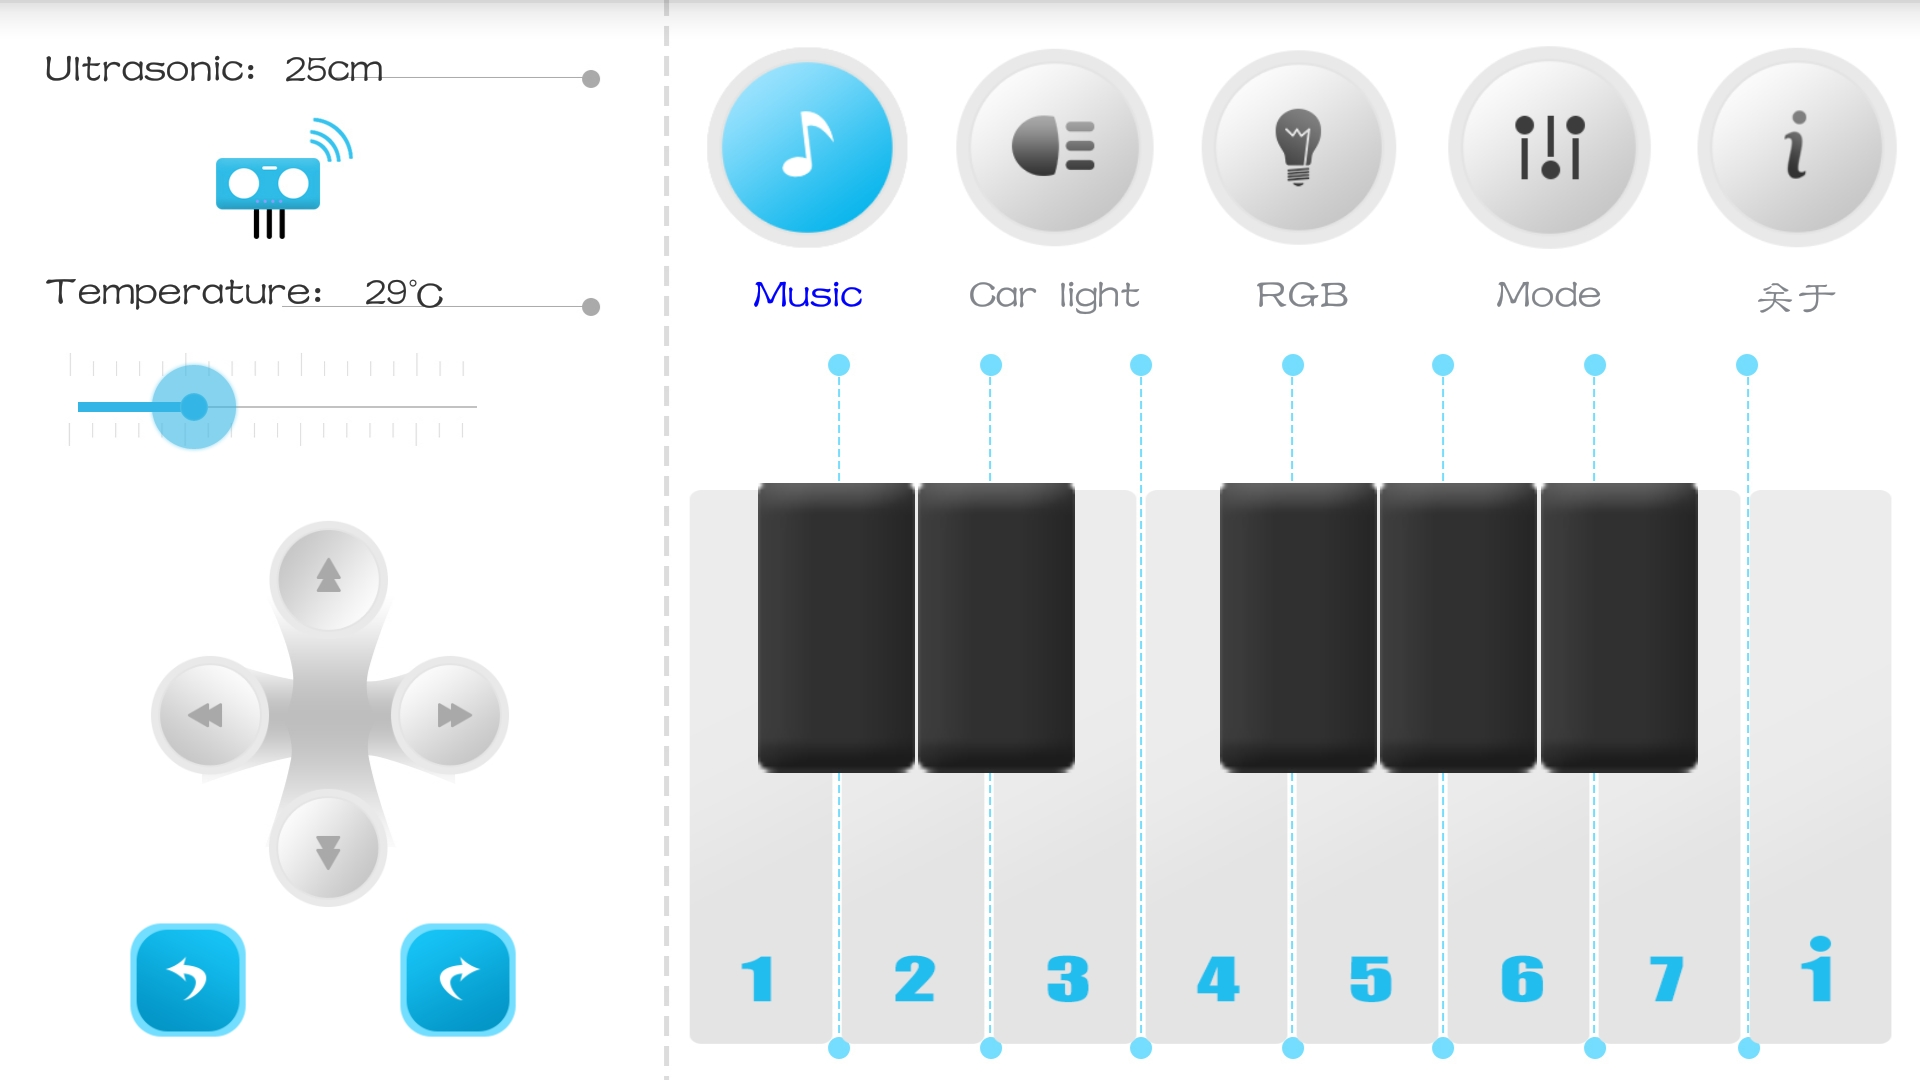 Ultrasonic: 25cm
Temperature: 29℃
Music
Car light
RGB
Mode
关于
1
2
3
4
5
6
7
i